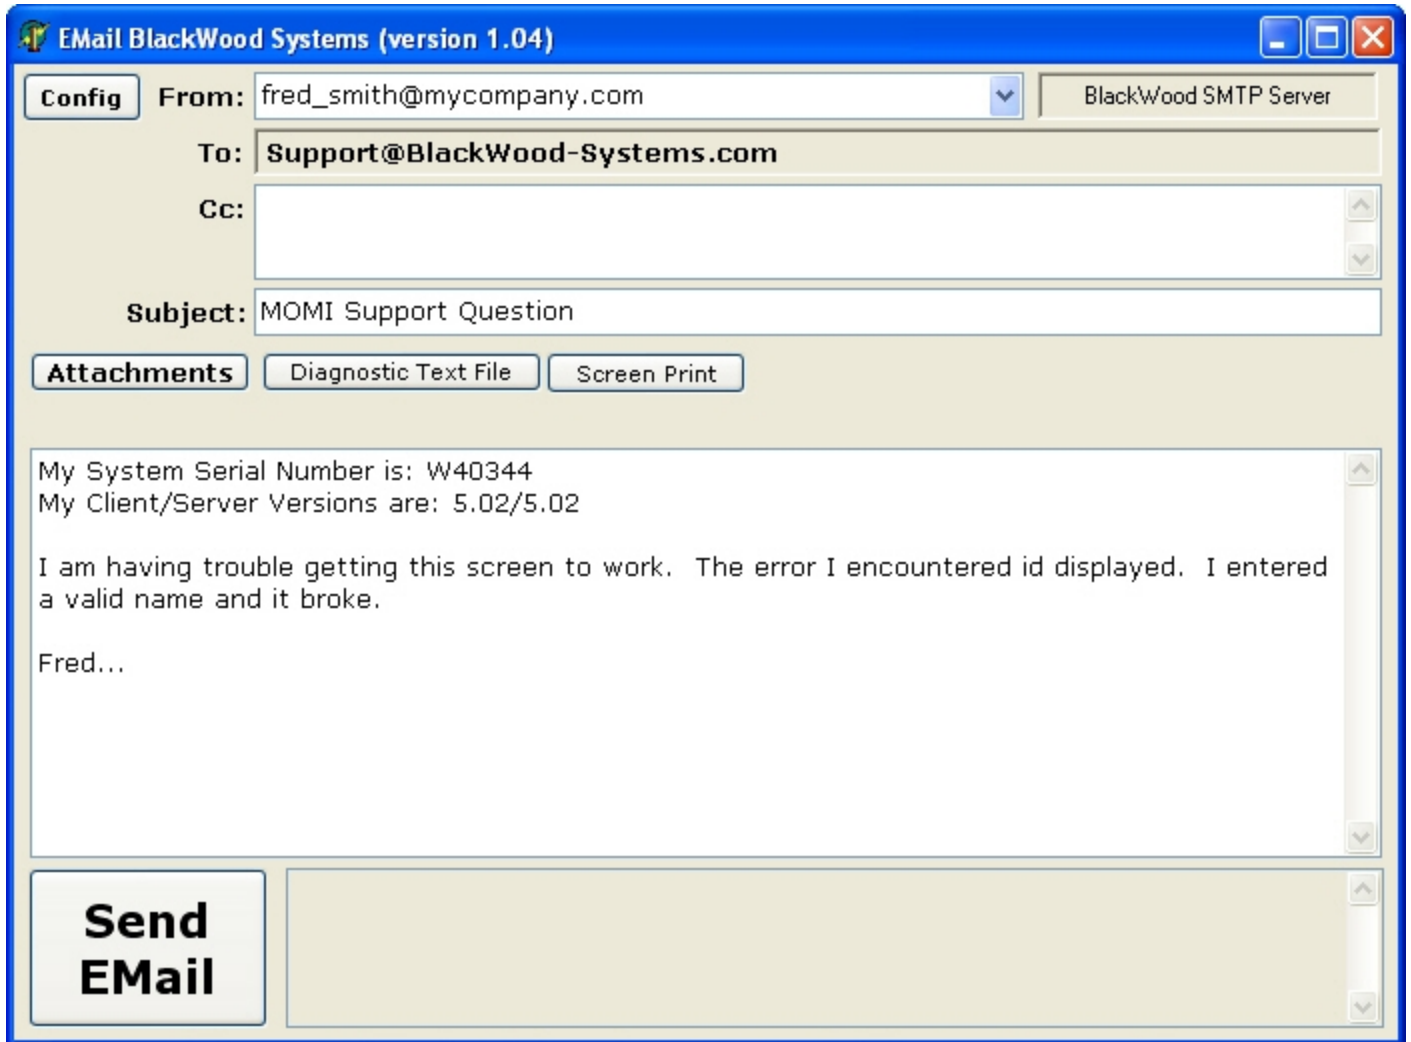 EMail BlackWood Systems (version 1.04)
Config From: fred_smith@mycompany.com BlackWood SMTP Server
To: Support@BlackWood-Systems.com
Cc:
Subject: MOMI Support Question
Attachments Diagnostic Text File Screen Print
My System Serial Number is: W40344
My Client/Server Versions are: 5.02/5.02
I am having trouble getting this screen to work. The error I encountered id displayed. I entered
a valid name and it broke.
Fred...
Send
EMail